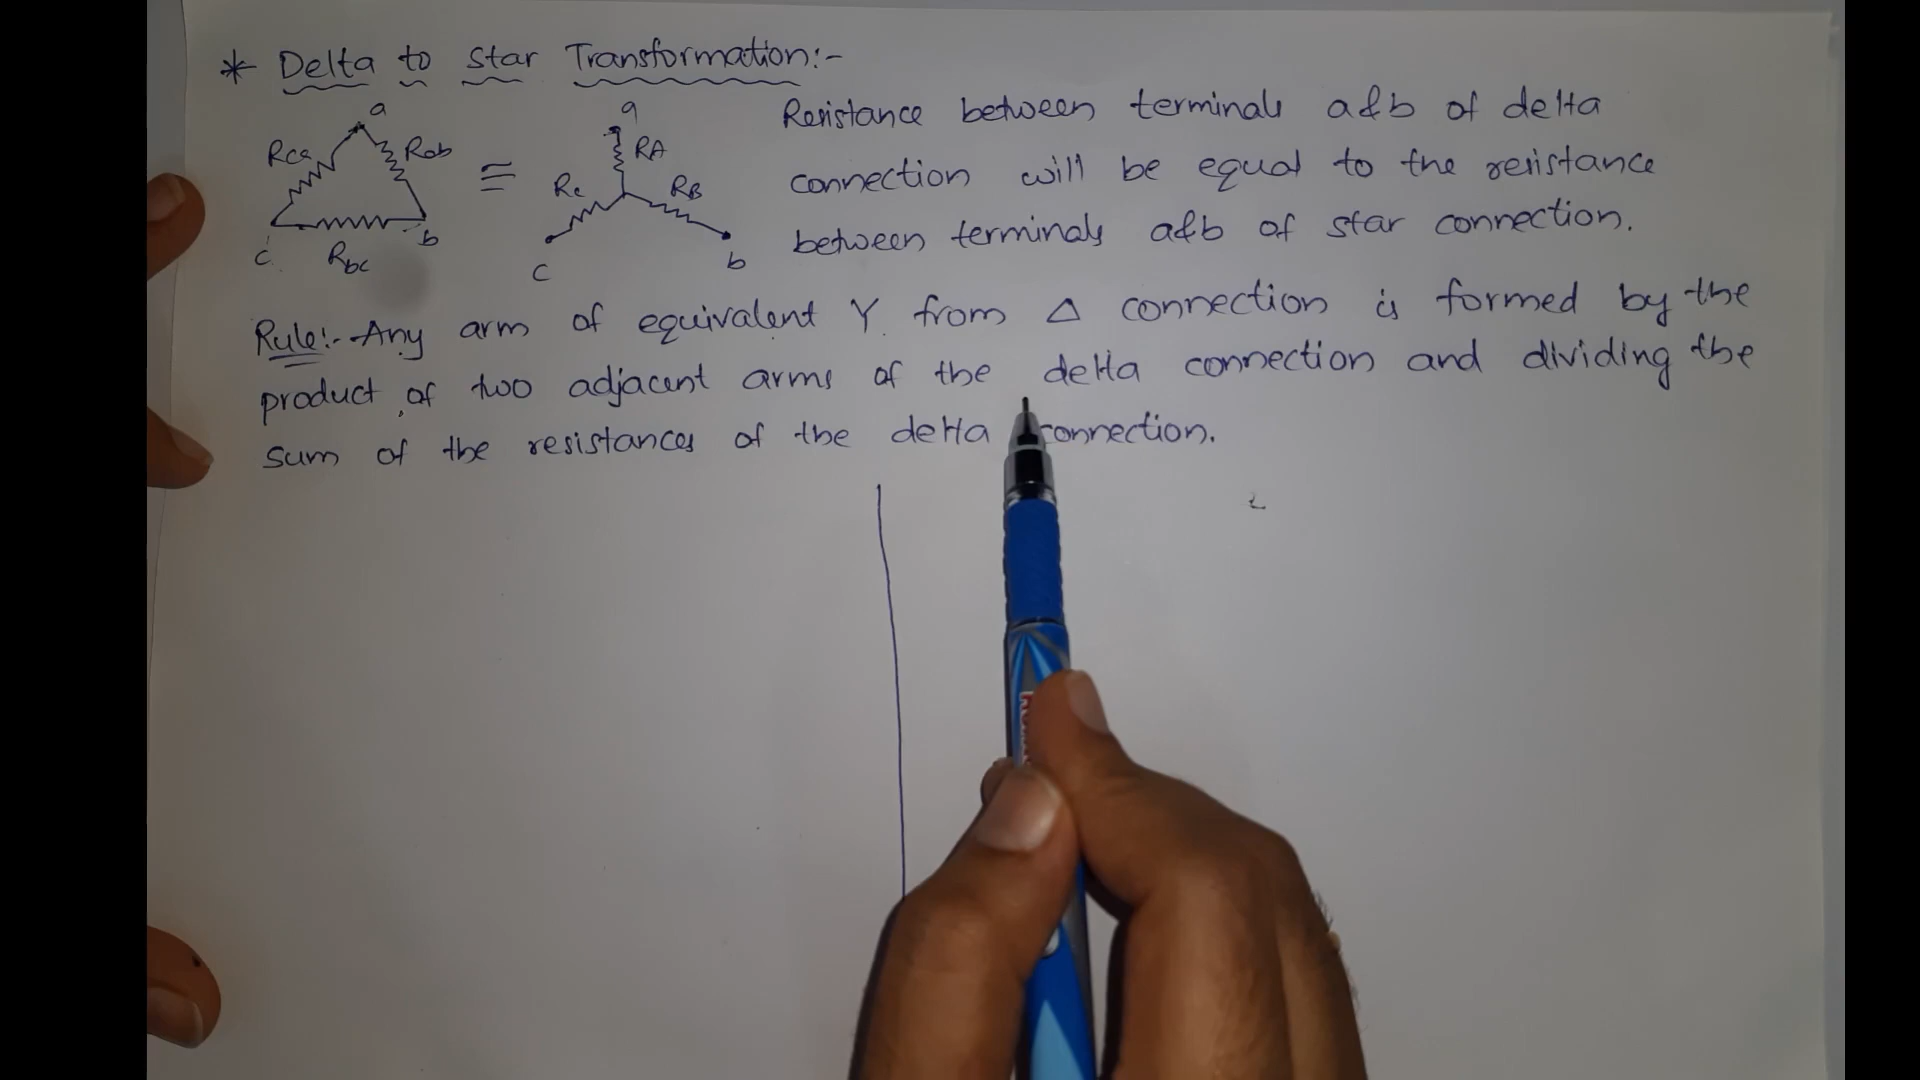 * Delta to Star Transformation:-
a
Rca
Rab
c
Rbc
b
≡
a
RA
Rc
RB
c
b
Resistance between terminals a&b of delta
connection will be equal to the resistance
between terminals a&b of star connection.
Rule:- Any arm of equivalent Y from Δ connection is formed by the
product of two adjacent arms of the delta connection and dividing the
sum of the resistances of the delta connection.